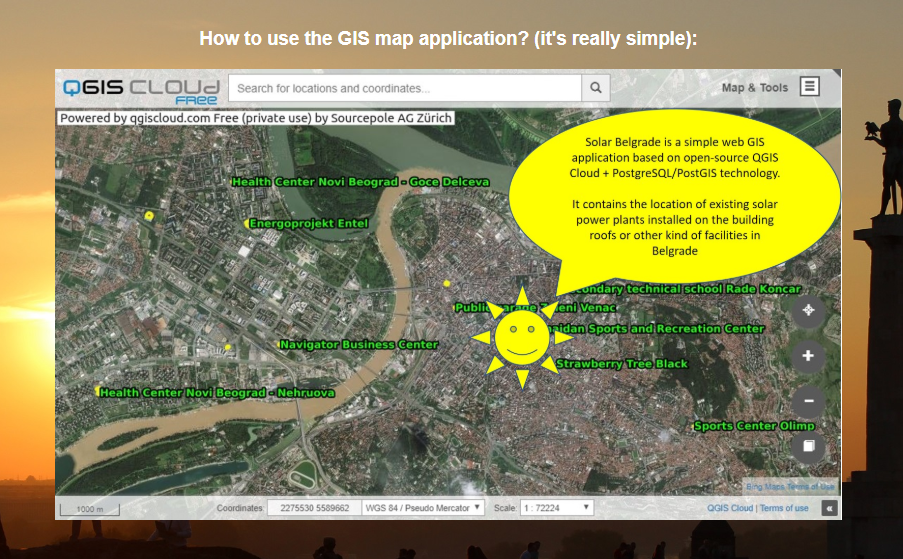 How to use the GIS map application? (it's really simple):
QGIS CLOUD
FREE
Search for locations and coordinates...
Map & Tools
Powered by qgiscloud.com Free (private use) by Sourcepole AG Zürich
Solar Belgrade is a simple web GIS
application based on open-source QGIS
Cloud + PostgreSQL/PostGIS technology.
It contains the location of existing solar
power plants installed on the building
roofs or other kind of facilities in
Belgrade
Health Center Novi Beograd - Goce Delceva
Energoprojekt Entel
condary technical school Rade Koncar
Public Garage Zeleni Venac
Navigator Business Center
maidan Sports and Recreation Center
Strawberry Tree Black
Health Center Novi Beograd - Nehruova
Sports Center Olimp
Bing Maps Terms of Use
1000 m
Coordinates: 2275530 5589662 WGS 84 / Pseudo Mercator Scale: 1 : 72224
QGIS Cloud | Terms of use